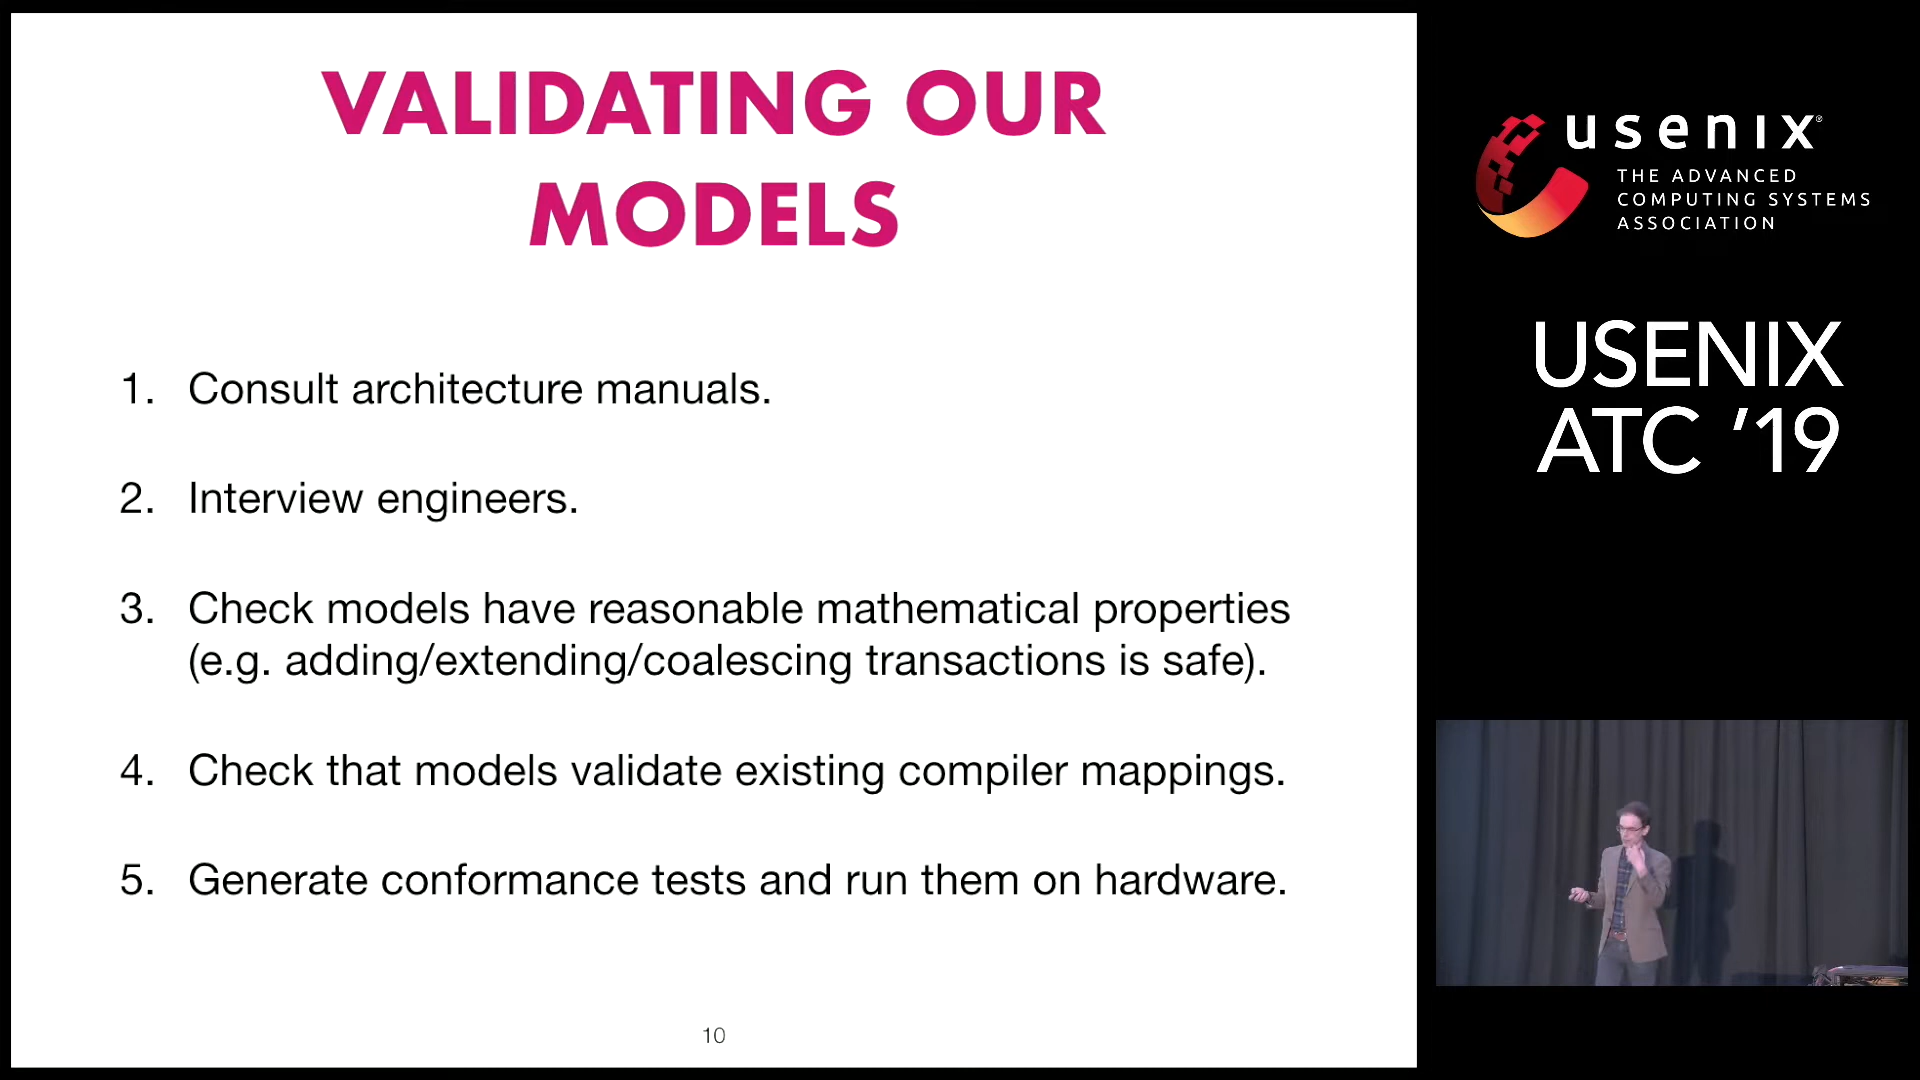 VALIDATING OUR
MODELS
1. Consult architecture manuals.
2. Interview engineers.
3. Check models have reasonable mathematical properties
(e.g. adding/extending/coalescing transactions is safe).
4. Check that models validate existing compiler mappings.
5. Generate conformance tests and run them on hardware.
10
usenix®
THE ADVANCED
COMPUTING SYSTEMS
ASSOCIATION
USENIX
ATC ’19